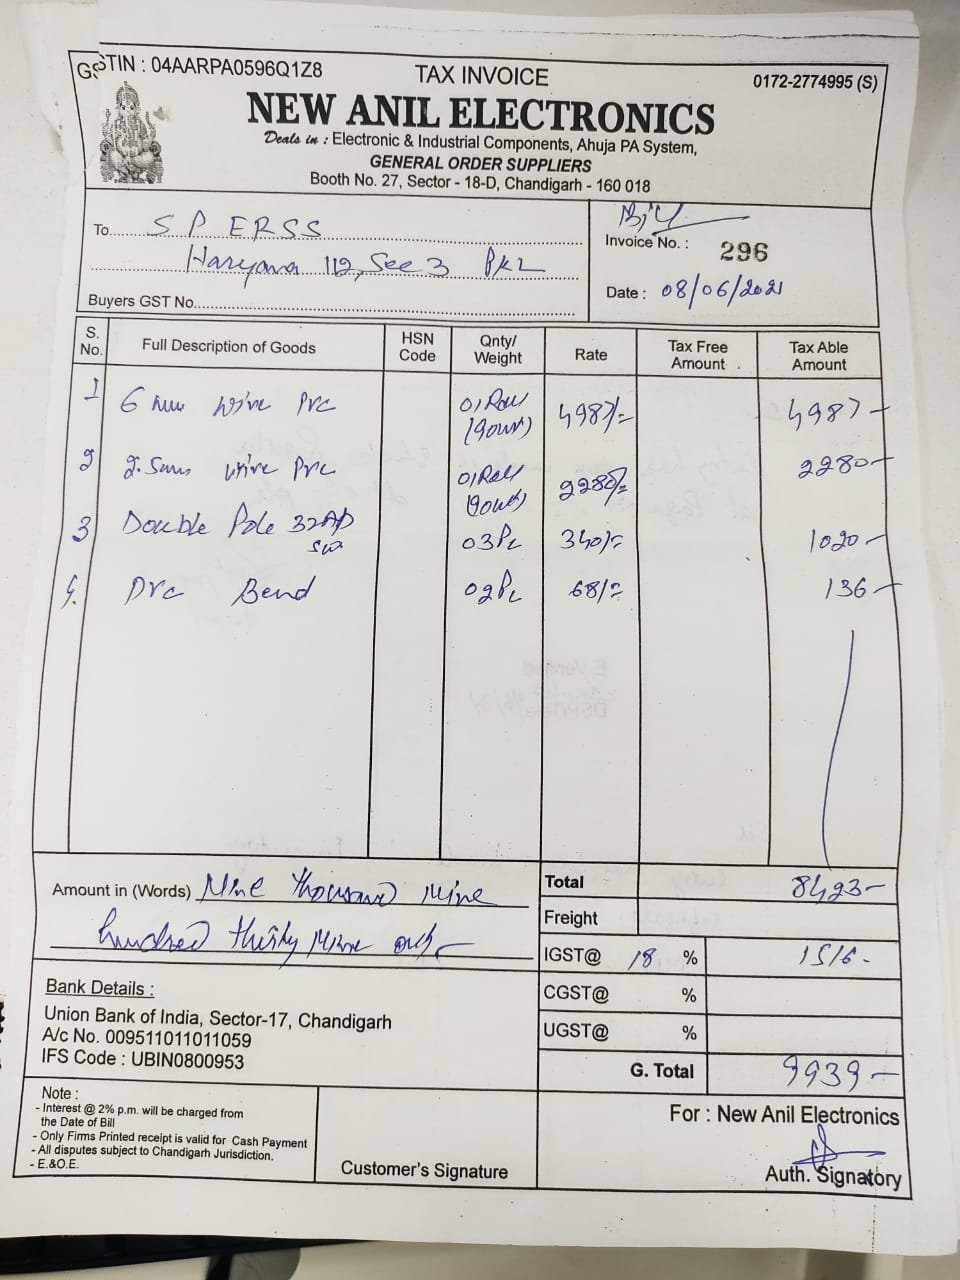 GSTIN : 04AARPA0596Q1Z8
TAX INVOICE
0172-2774995 (S)
NEW ANIL ELECTRONICS
Deals in : Electronic & Industrial Components, Ahuja PA System,
GENERAL ORDER SUPPLIERS
Booth No. 27, Sector - 18-D, Chandigarh - 160 018
To S P ERSS
Haryana 112, Sec 3 PKL
Buyers GST No.
Invoice No. : 296
Date : 08/06/2021
S. No. Full Description of Goods HSN Code Qnty/ Weight Rate Tax Free Amount Tax Able Amount
1 6 mm Wire PVC 01 Roll (90mtr) 4987/- 4987-
2 2.5mm Wire PVC 01 Roll (90mtr) 2280/- 2280-
3 Double Pole 32A 03 Pc 340/- 1020-
4. PVC Bend 02 Pc 68/- 136-
Amount in (Words) Nine thousand Nine
hundred thirty Nine only
Total 8423-
Freight
IGST@ 18 % 1516-
CGST@ %
UGST@ %
G. Total 9939-
Bank Details :
Union Bank of India, Sector-17, Chandigarh
A/c No. 009511011011059
IFS Code : UBIN0800953
Note :
- Interest @ 2% p.m. will be charged from
the Date of Bill
- Only Firms Printed receipt is valid for Cash Payment
- All disputes subject to Chandigarh Jurisdiction.
- E.&O.E.
Customer's Signature
For : New Anil Electronics
Auth. Signatory